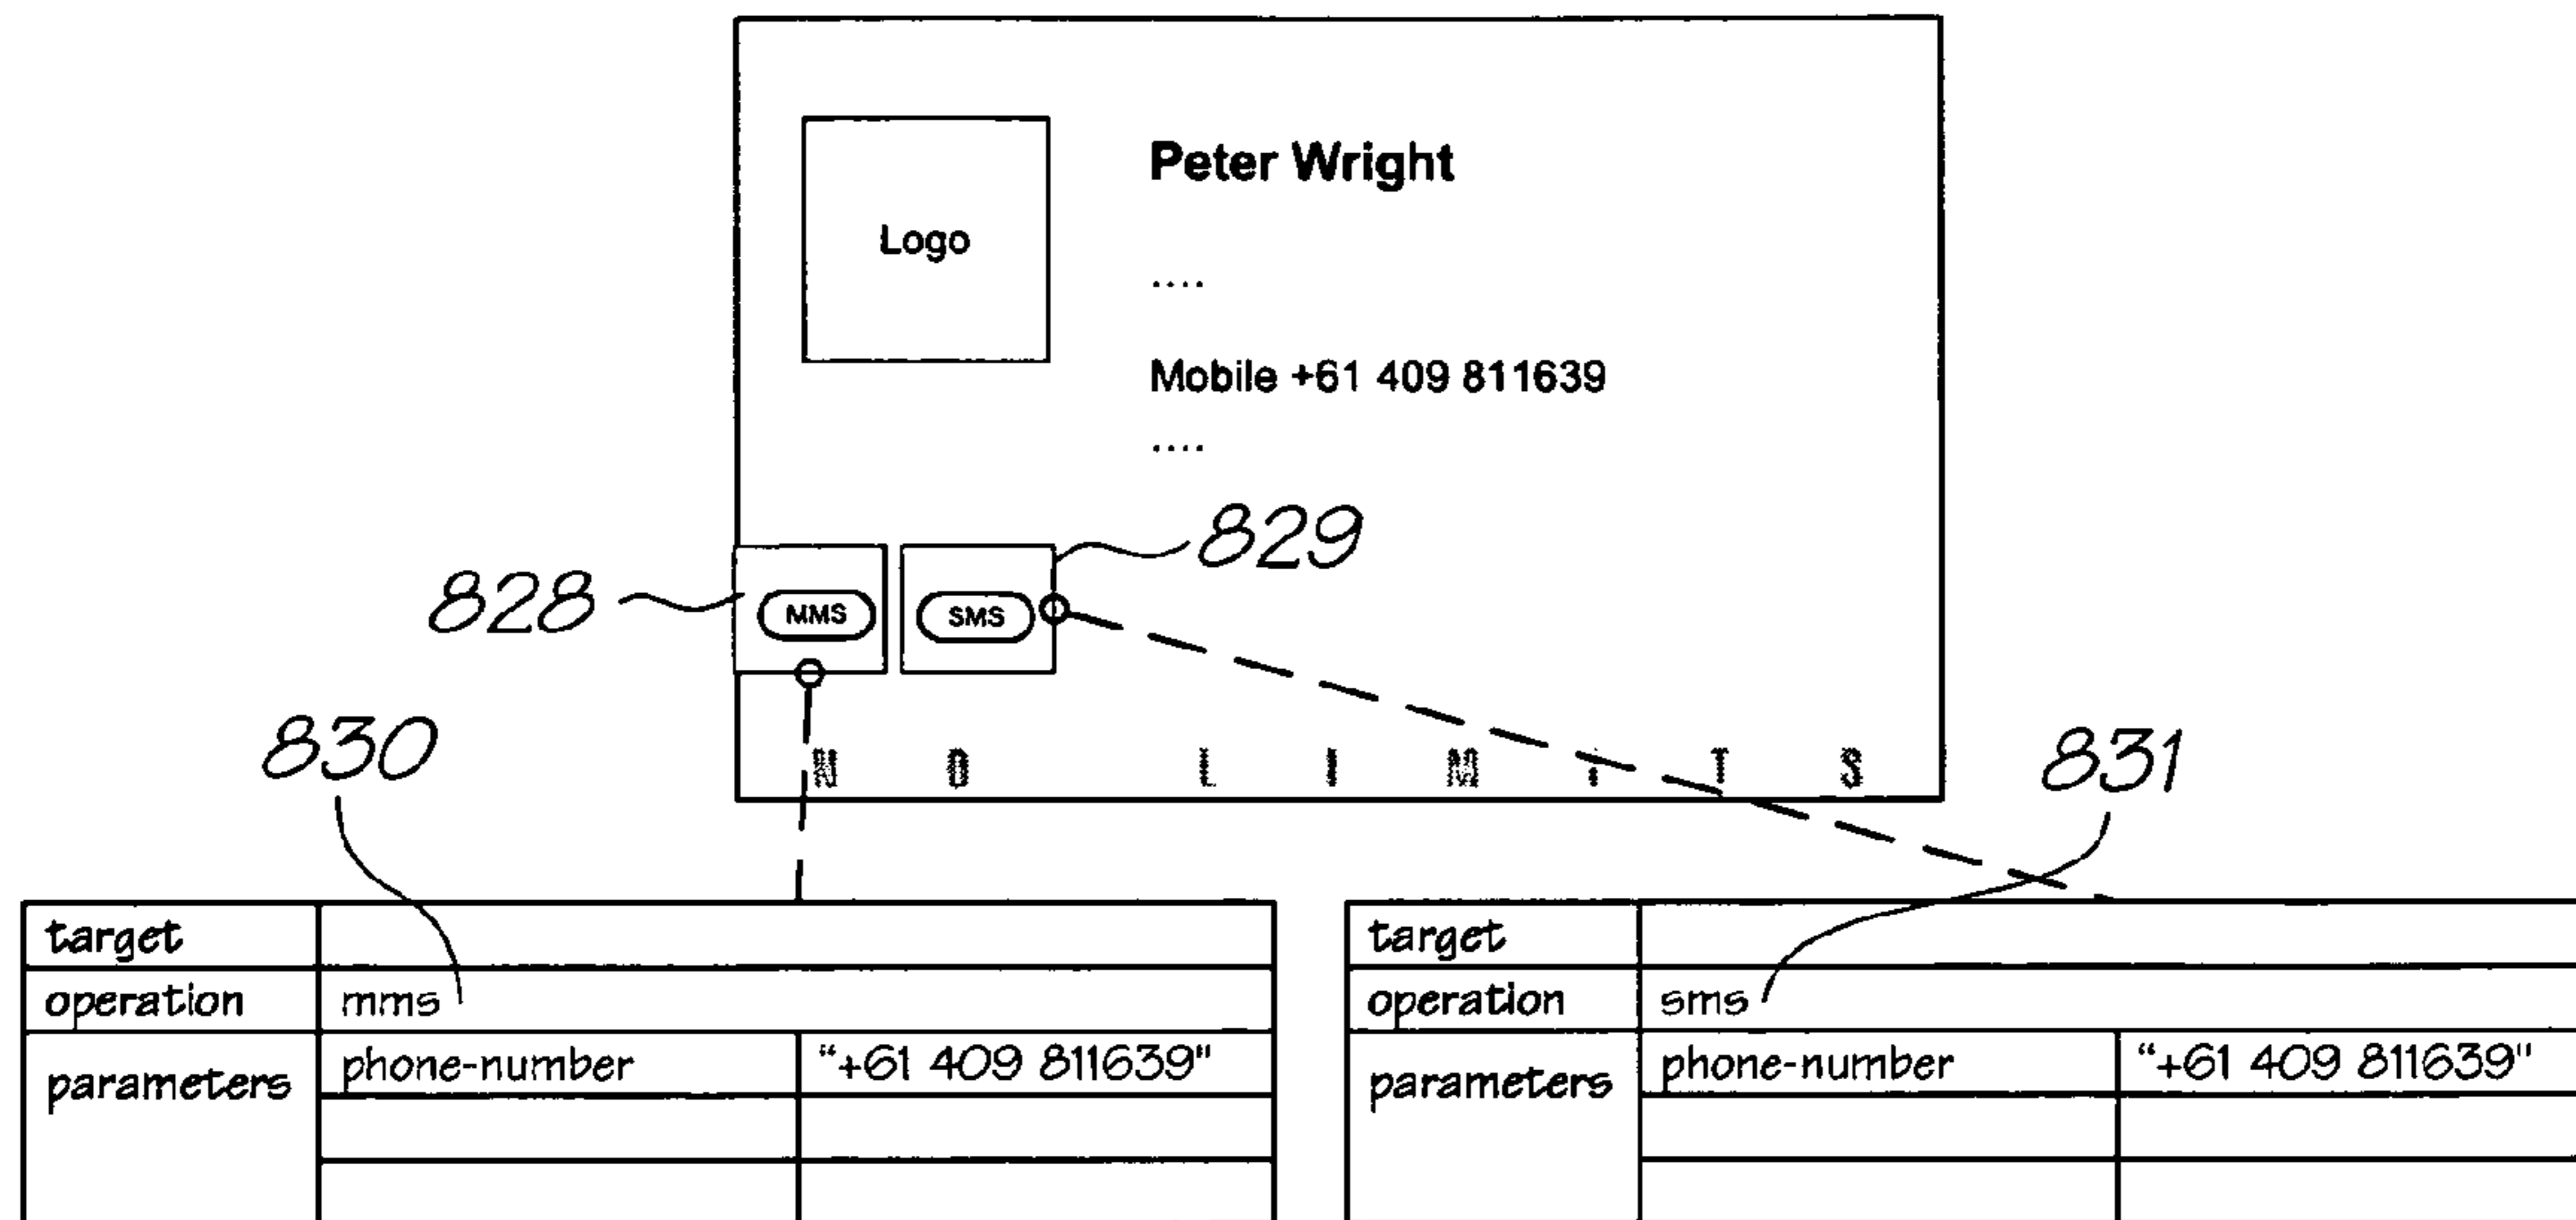 Peter Wright
Logo
....
Mobile +61 409 811639
....
829
828
MMS SMS
830
N O L I M I T S
831
target
operation mms
parameters phone-number "+61 409 811639"
target
operation sms
parameters phone-number "+61 409 811639"